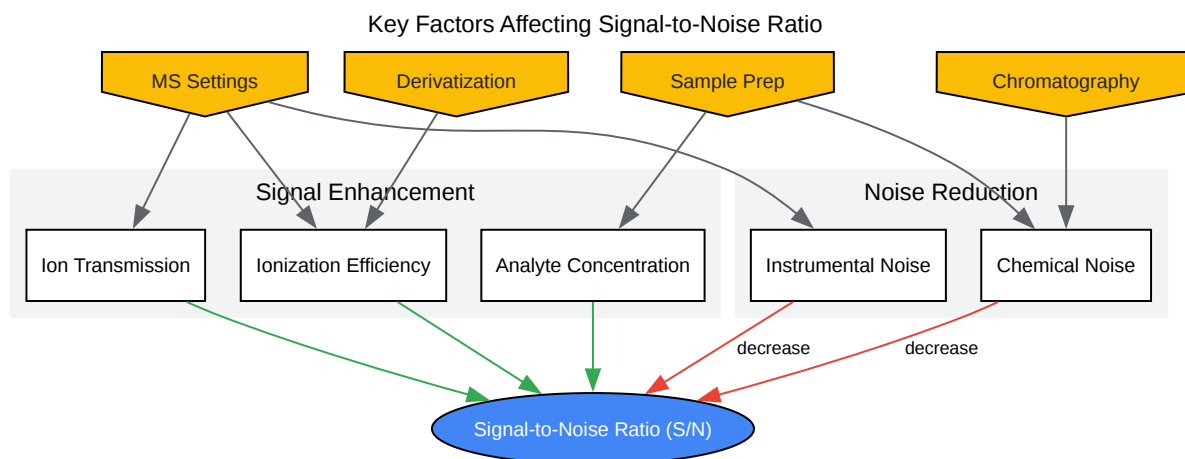 Key Factors Affecting Signal-to-Noise Ratio
MS Settings
Derivatization
Sample Prep
Chromatography
Signal Enhancement
Noise Reduction
Ion Transmission
Ionization Efficiency
Analyte Concentration
Instrumental Noise
Chemical Noise
decrease
decrease
Signal-to-Noise Ratio (S/N)